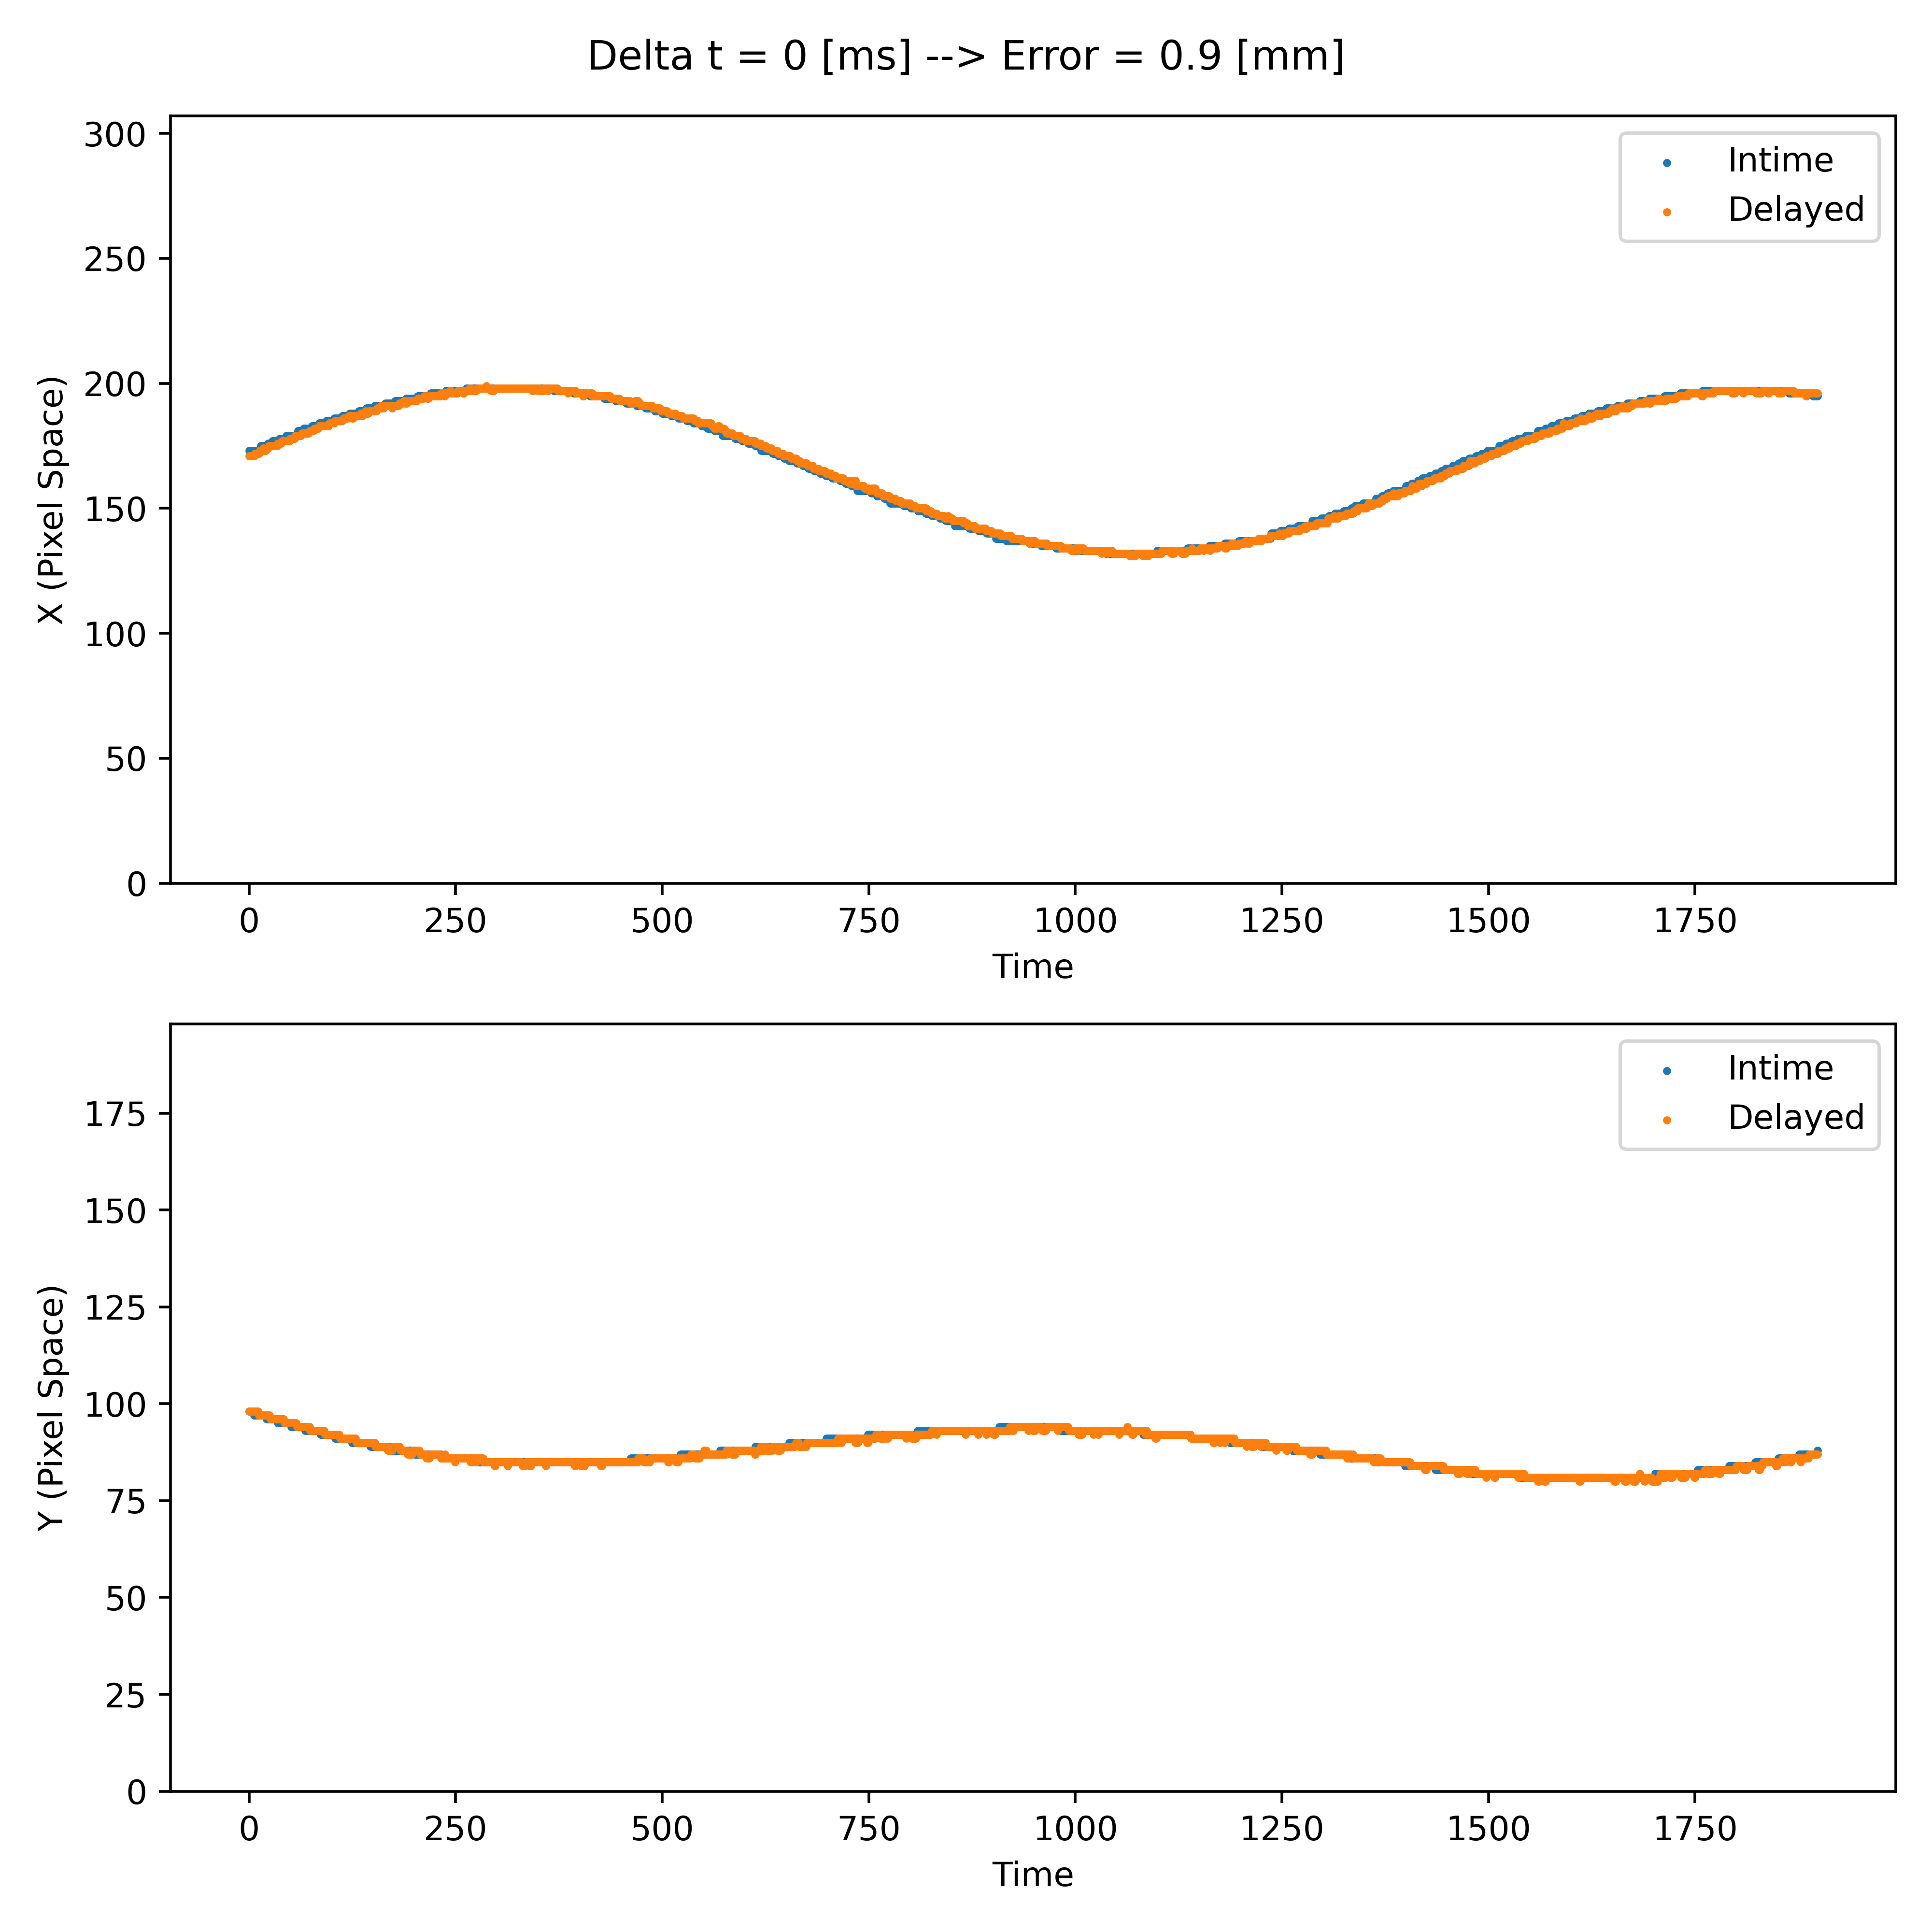 Delta t = 0 [ms] --> Error = 0.9 [mm]
300
250
200
150
100
50
0
X (Pixel Space)
Intime
Delayed
0 250 500 750 1000 1250 1500 1750
Time
175
150
125
100
75
50
25
0
Y (Pixel Space)
Intime
Delayed
0 250 500 750 1000 1250 1500 1750
Time